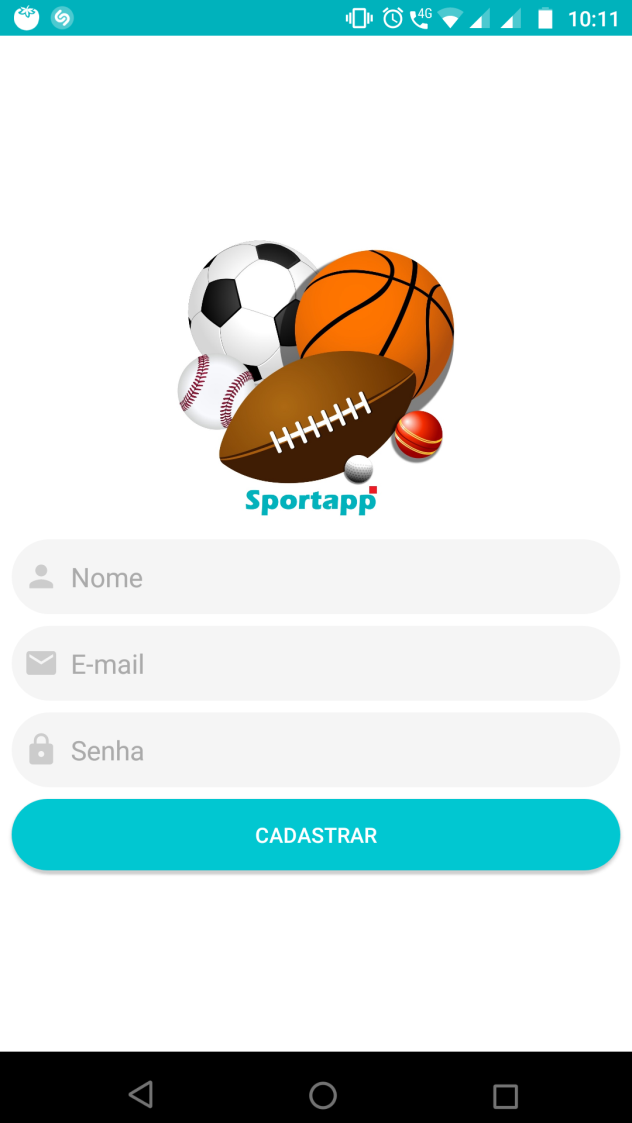 4G 10:11
Sportapp
Nome
E-mail
Senha
CADASTRAR